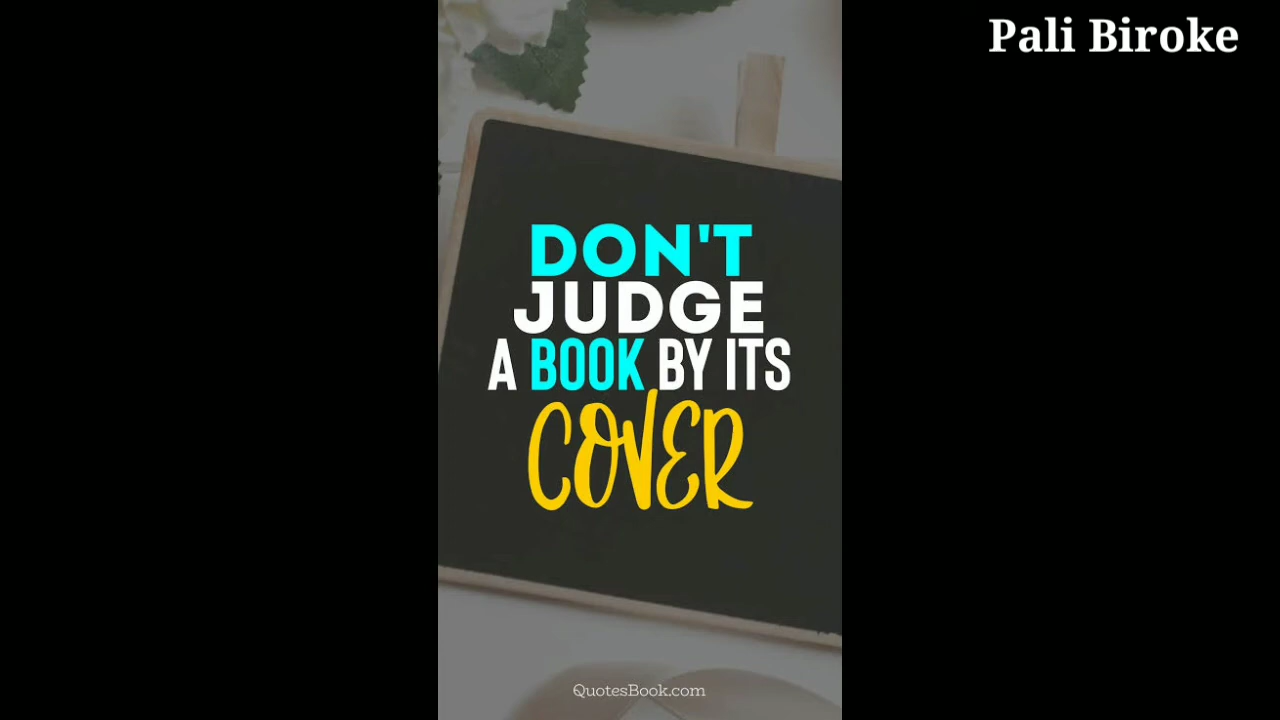 Pali Biroke
DON'T
JUDGE
A BOOK BY ITS
COVER
QuotesBook.com